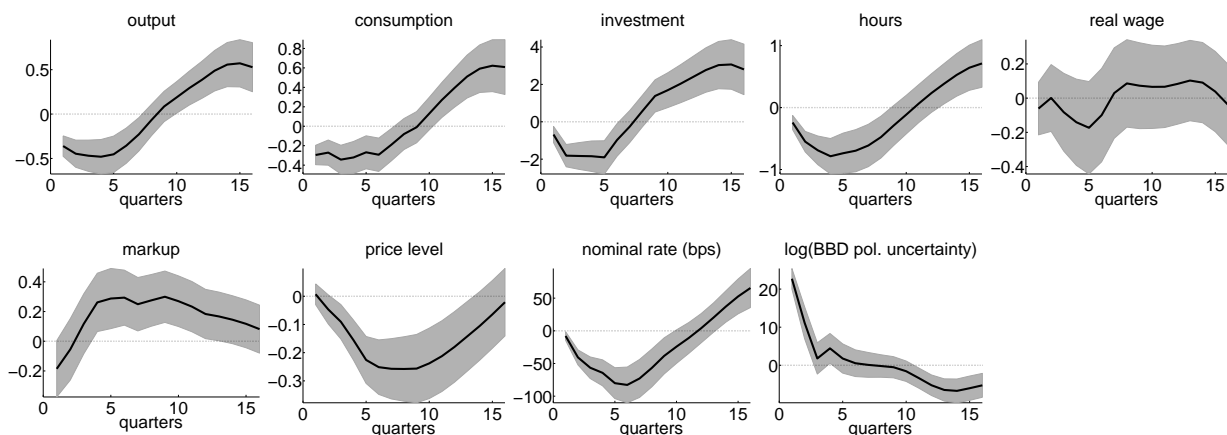 output
0.5
0
−0.5
0 5 10 15
quarters
consumption
0.8
0.6
0.4
0.2
0
−0.2
−0.4
0 5 10 15
quarters
investment
4
2
0
−2
0 5 10 15
quarters
hours
1
0
−1
0 5 10 15
quarters
real wage
0.2
0
−0.2
−0.4
0 5 10 15
quarters
markup
0.4
0.2
0
−0.2
0 5 10 15
quarters
price level
0
−0.1
−0.2
−0.3
0 5 10 15
quarters
nominal rate (bps)
50
0
−50
−100
0 5 10 15
quarters
log(BBD pol. uncertainty)
20
10
0
0 5 10 15
quarters